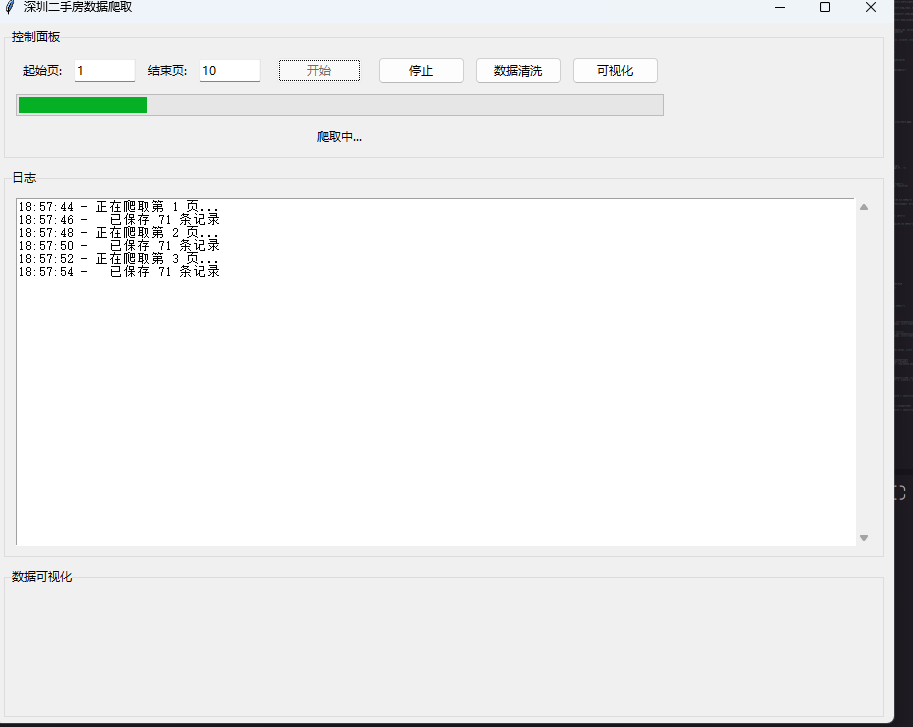 深圳二手房数据爬取
控制面板
起始页: 1 结束页: 10 开始 停止 数据清洗 可视化
爬取中...
日志
18:57:44 - 正在爬取第 1 页...
18:57:46 -   已保存 71 条记录
18:57:48 - 正在爬取第 2 页...
18:57:50 -   已保存 71 条记录
18:57:52 - 正在爬取第 3 页...
18:57:54 -   已保存 71 条记录
数据可视化